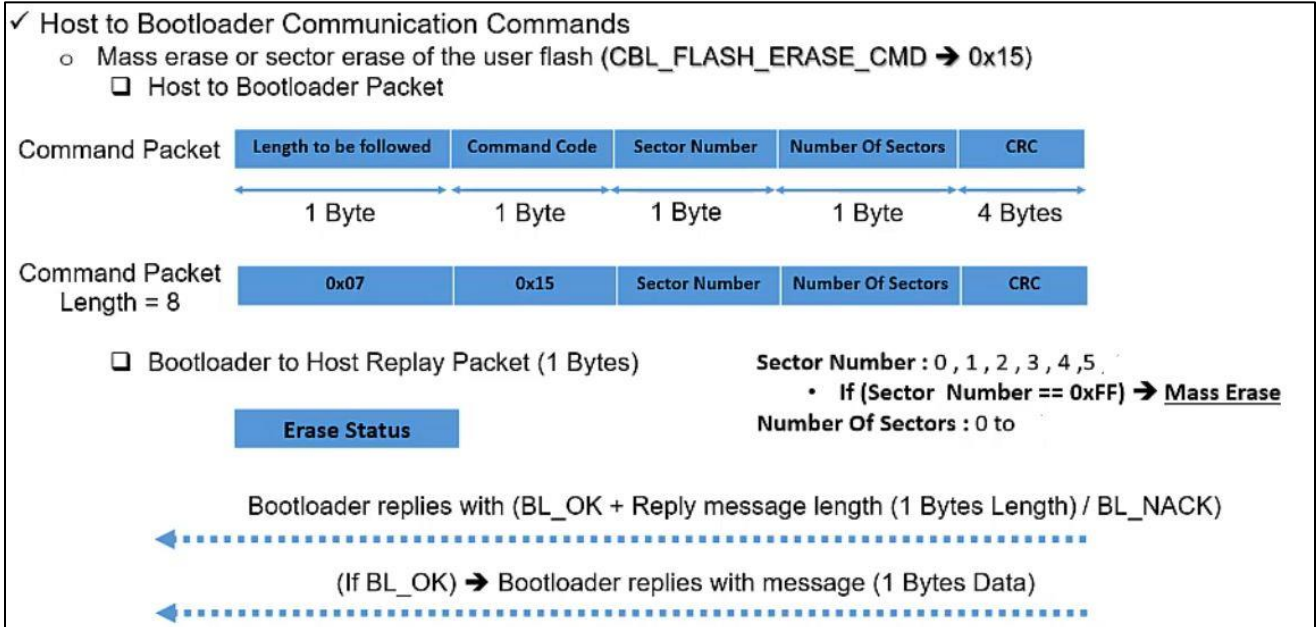 ✓ Host to Bootloader Communication Commands
o Mass erase or sector erase of the user flash (CBL_FLASH_ERASE_CMD ➔ 0x15)
❑ Host to Bootloader Packet
Command Packet Length to be followed Command Code Sector Number Number Of Sectors CRC
1 Byte 1 Byte 1 Byte 1 Byte 4 Bytes
Command Packet
Length = 8 0x07 0x15 Sector Number Number Of Sectors CRC
❑ Bootloader to Host Replay Packet (1 Bytes)
Erase Status
Sector Number : 0 , 1 , 2 , 3 , 4 ,5
• If (Sector Number == 0xFF) ➔ Mass Erase
Number Of Sectors : 0 to
Bootloader replies with (BL_OK + Reply message length (1 Bytes Length) / BL_NACK)
(If BL_OK) ➔ Bootloader replies with message (1 Bytes Data)